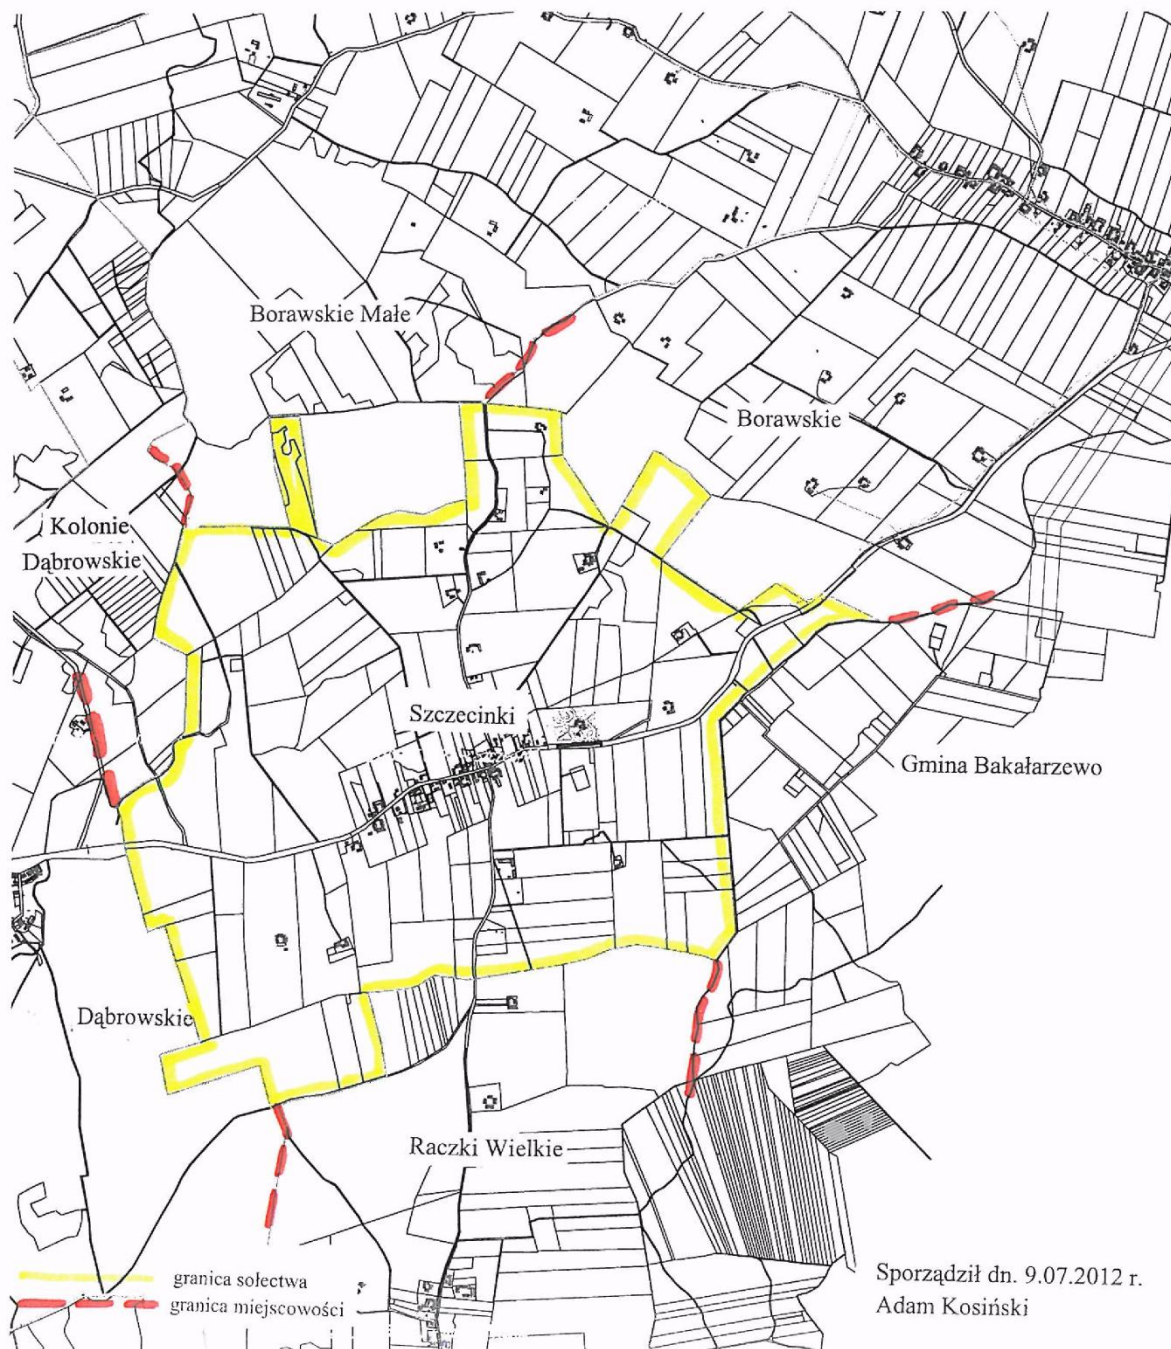 Borawskie Małe
Borawskie
Kolonie
Dąbrowskie
Szczecinki
Gmina Bakałarzewo
Dąbrowskie
Raczki Wielkie
granica sołectwa
granica miejscowości
Sporządził dn. 9.07.2012 r.
Adam Kosiński